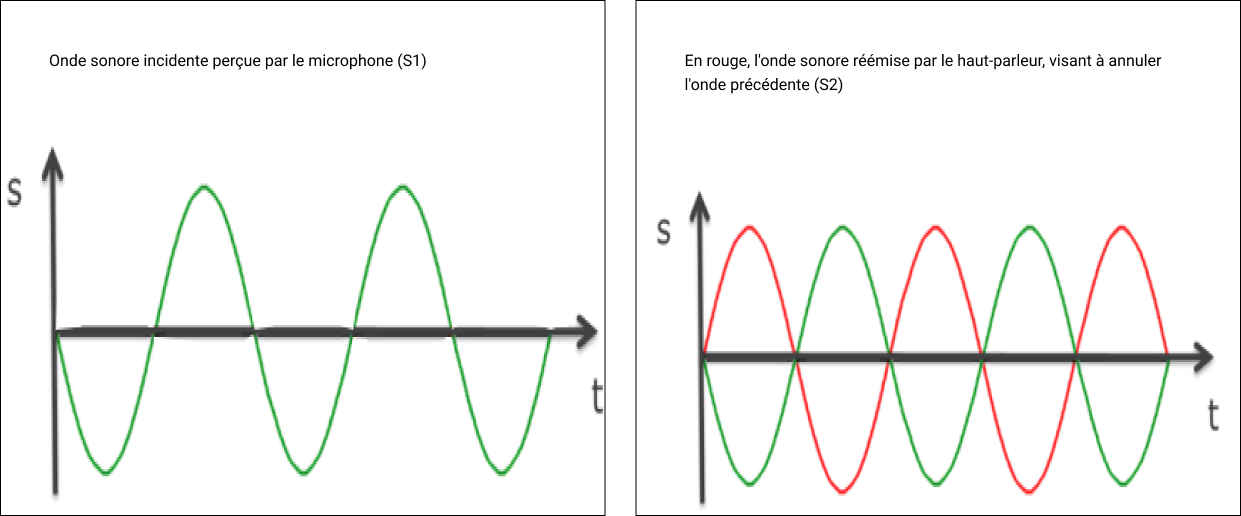 Onde sonore incidente perçue par le microphone (S1)
s
t
En rouge, l'onde sonore réémise par le haut-parleur, visant à annuler
l'onde précédente (S2)
s
t